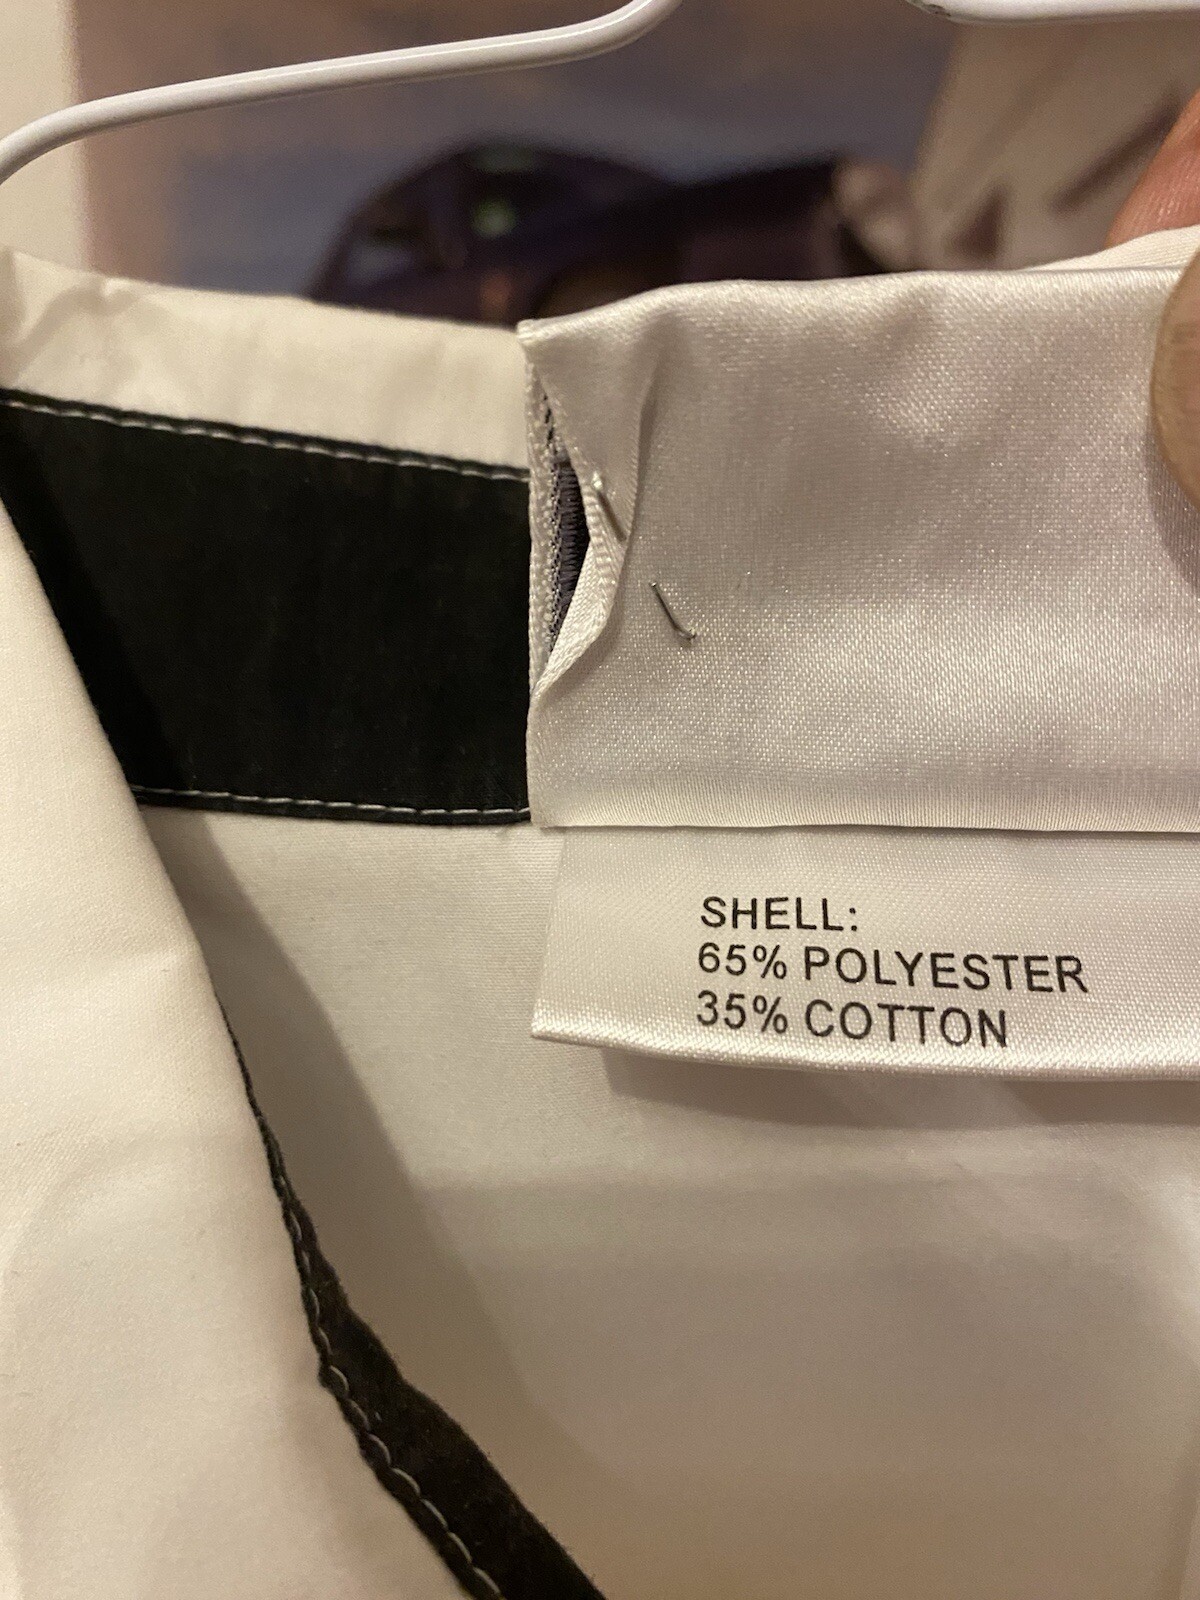 SHELL:
65% POLYESTER
35% COTTON